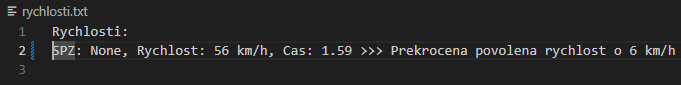 rychlosti.txt
1 Rychlosti:
2 SPZ: None, Rychlost: 56 km/h, Cas: 1.59 >>> Prekrocena povolena rychlost o 6 km/h
3